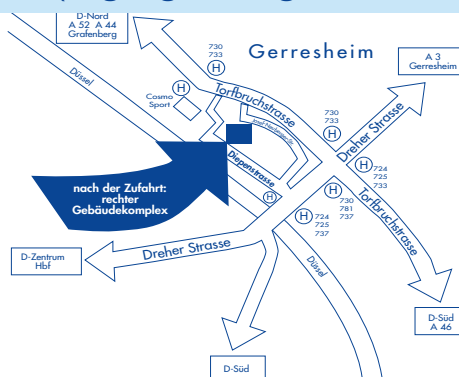 D-Nord
A 52 A 44
Grafenberg
730
733
H
Gerresheim
A 3
Gerresheim
Düssel
Cosmo
Sport
H
Torfbruchstrasse
730
733
H
Dreher Strasse
Diepenstrasse
H
724
725
733
nach der Zufahrt:
rechter
Gebäudekomplex
H
H
730
781
737
H
724
725
737
Torfbruchstrasse
Dreher Strasse
D-Zentrum
Hbf
Düssel
D-Süd
A 46
D-Süd